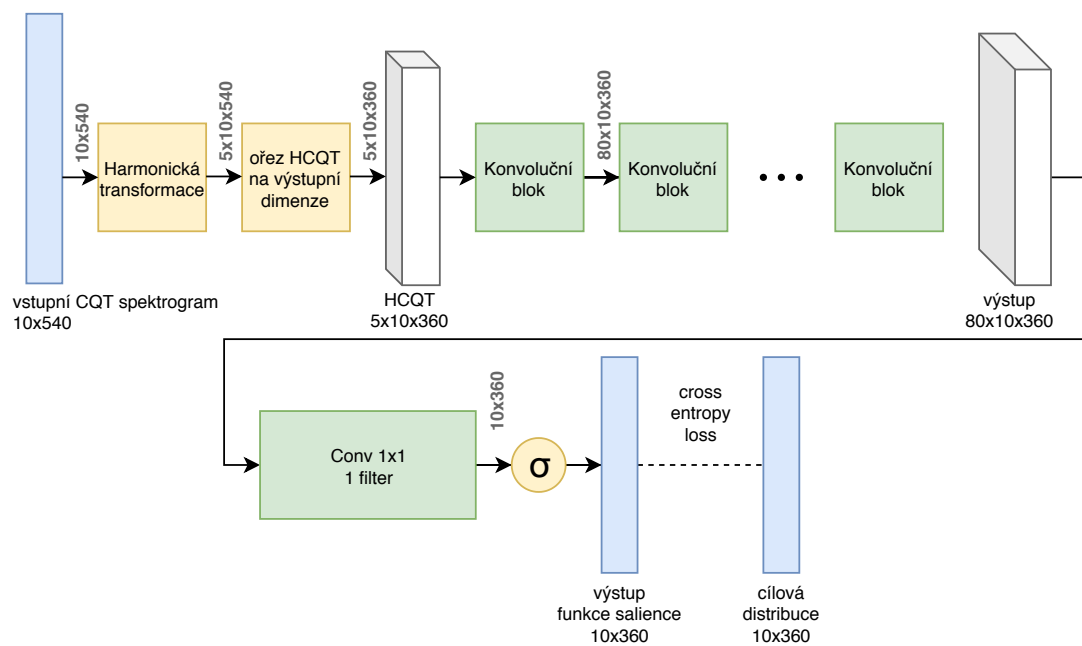 10x540
Harmonická
transformace
5x10x540
ořez HCQT
na výstupní
dimenze
5x10x360
Konvoluční
blok
80x10x360
Konvoluční
blok
Konvoluční
blok
vstupní CQT spektrogram
10x540
HCQT
5x10x360
výstup
80x10x360
Conv 1x1
1 filter
10x360
σ
cross
entropy
loss
výstup
funkce salience
10x360
cílová
distribuce
10x360